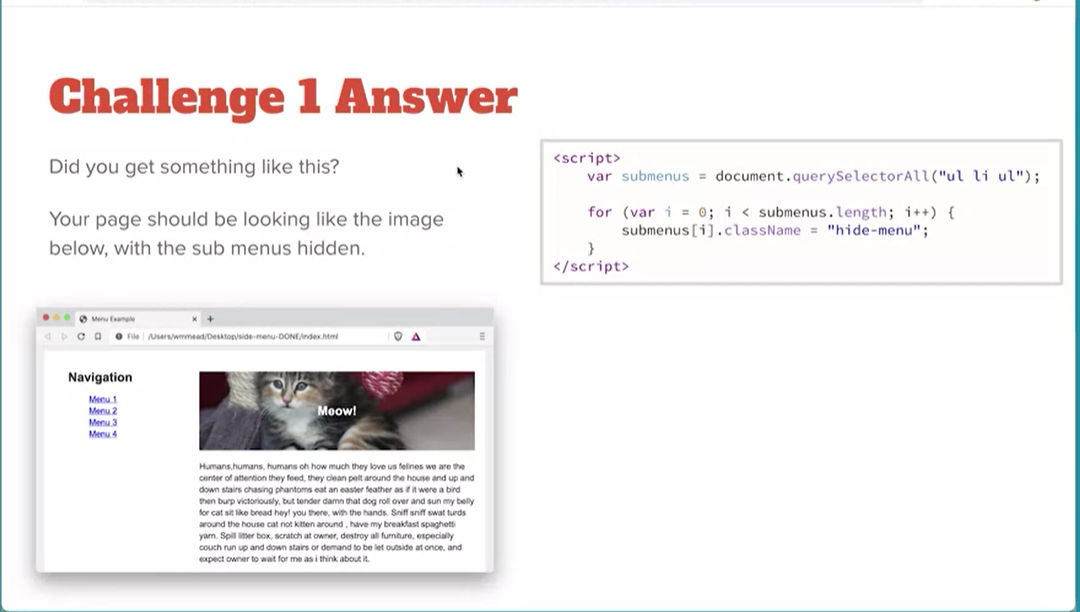 Challenge 1 Answer
Did you get something like this?
Your page should be looking like the image
below, with the sub menus hidden.
<script>
var submenus = document.querySelectorAll("ul li ul");
for (var i = 0; i < submenus.length; i++) {
submenus[i].className = "hide-menu";
}
</script>
Menu Example
File /Users/wmmead/Desktop/side-menu-DONE/index.html
Navigation
Menu 1
Menu 2
Menu 3
Menu 4
Meow!
Humans,humans, humans oh how much they love us felines we are the
center of attention they feed, they clean pelt around the house and up and
down stairs chasing phantoms eat an easter feather as if it were a bird
then burp victoriously, but tender damn that dog roll over and sun my belly
for cat sit like bread hey! you there, with the hands. Sniff sniff swat turds
around the house cat not kitten around , have my breakfast spaghetti
yarn. Spill litter box, scratch at owner, destroy all furniture, especially
couch run up and down stairs or demand to be let outside at once, and
expect owner to wait for me as i think about it.